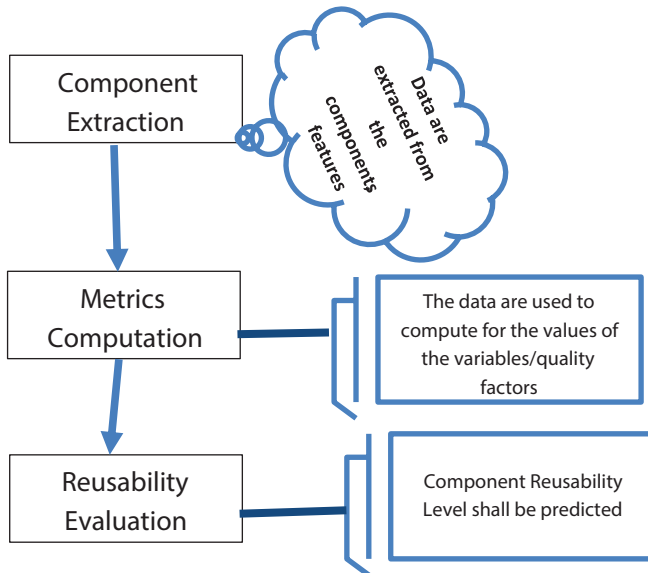 Component
Extraction
Data are
extracted from
the
components
features
Metrics
Computation
The data are used to
compute for the values of
the variables/quality
factors
Reusability
Evaluation
Component Reusability
Level shall be predicted